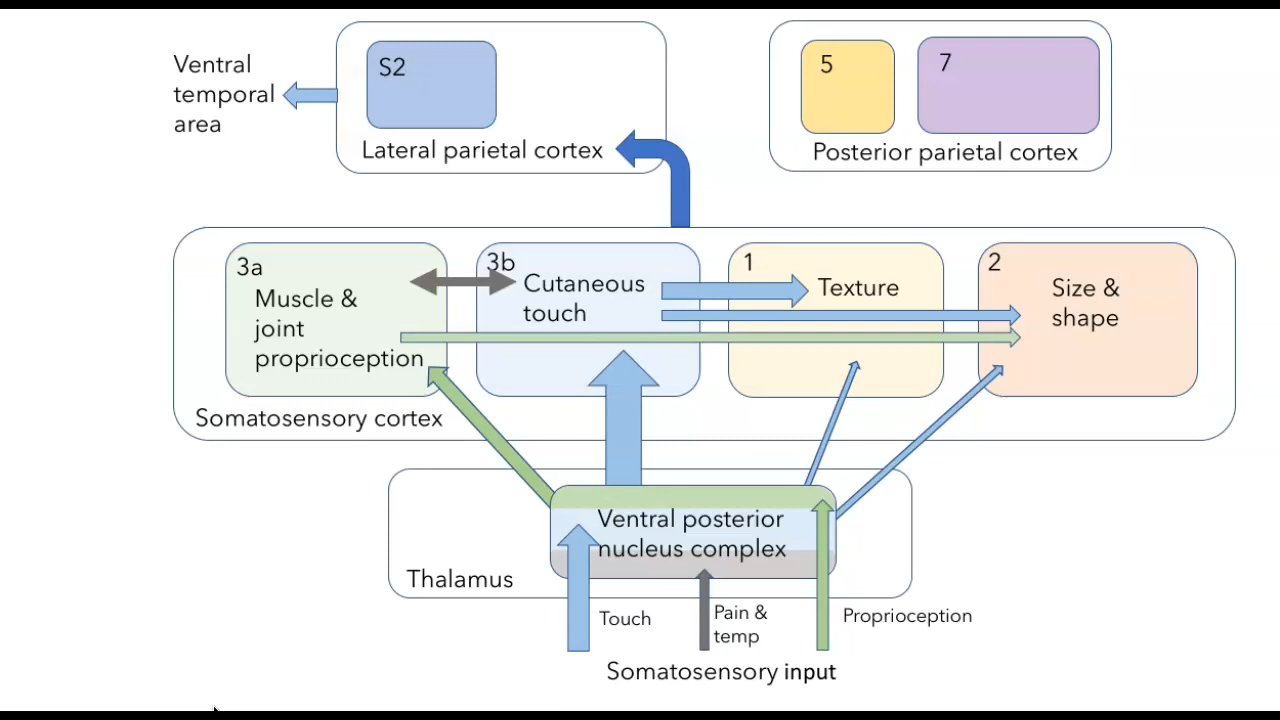 Ventral
temporal
area
S2
Lateral parietal cortex
5
7
Posterior parietal cortex
3a
Muscle &
joint
proprioception
3b
Cutaneous
touch
1
Texture
2
Size &
shape
Somatosensory cortex
Ventral posterior
nucleus complex
Thalamus
Touch
Pain &
temp
Proprioception
Somatosensory input